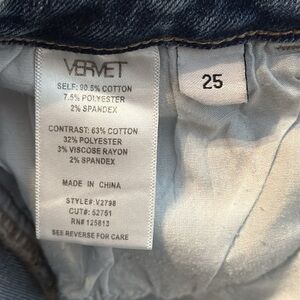 VERVET
SELF: 90.5% COTTON
7.5% POLYESTER
2% SPANDEX
CONTRAST: 63% COTTON
32% POLYESTER
3% VISCOSE RAYON
2% SPANDEX
MADE IN CHINA
STYLE#: V2798
CUT#: 52751
RN# 125613
SEE REVERSE FOR CARE
25